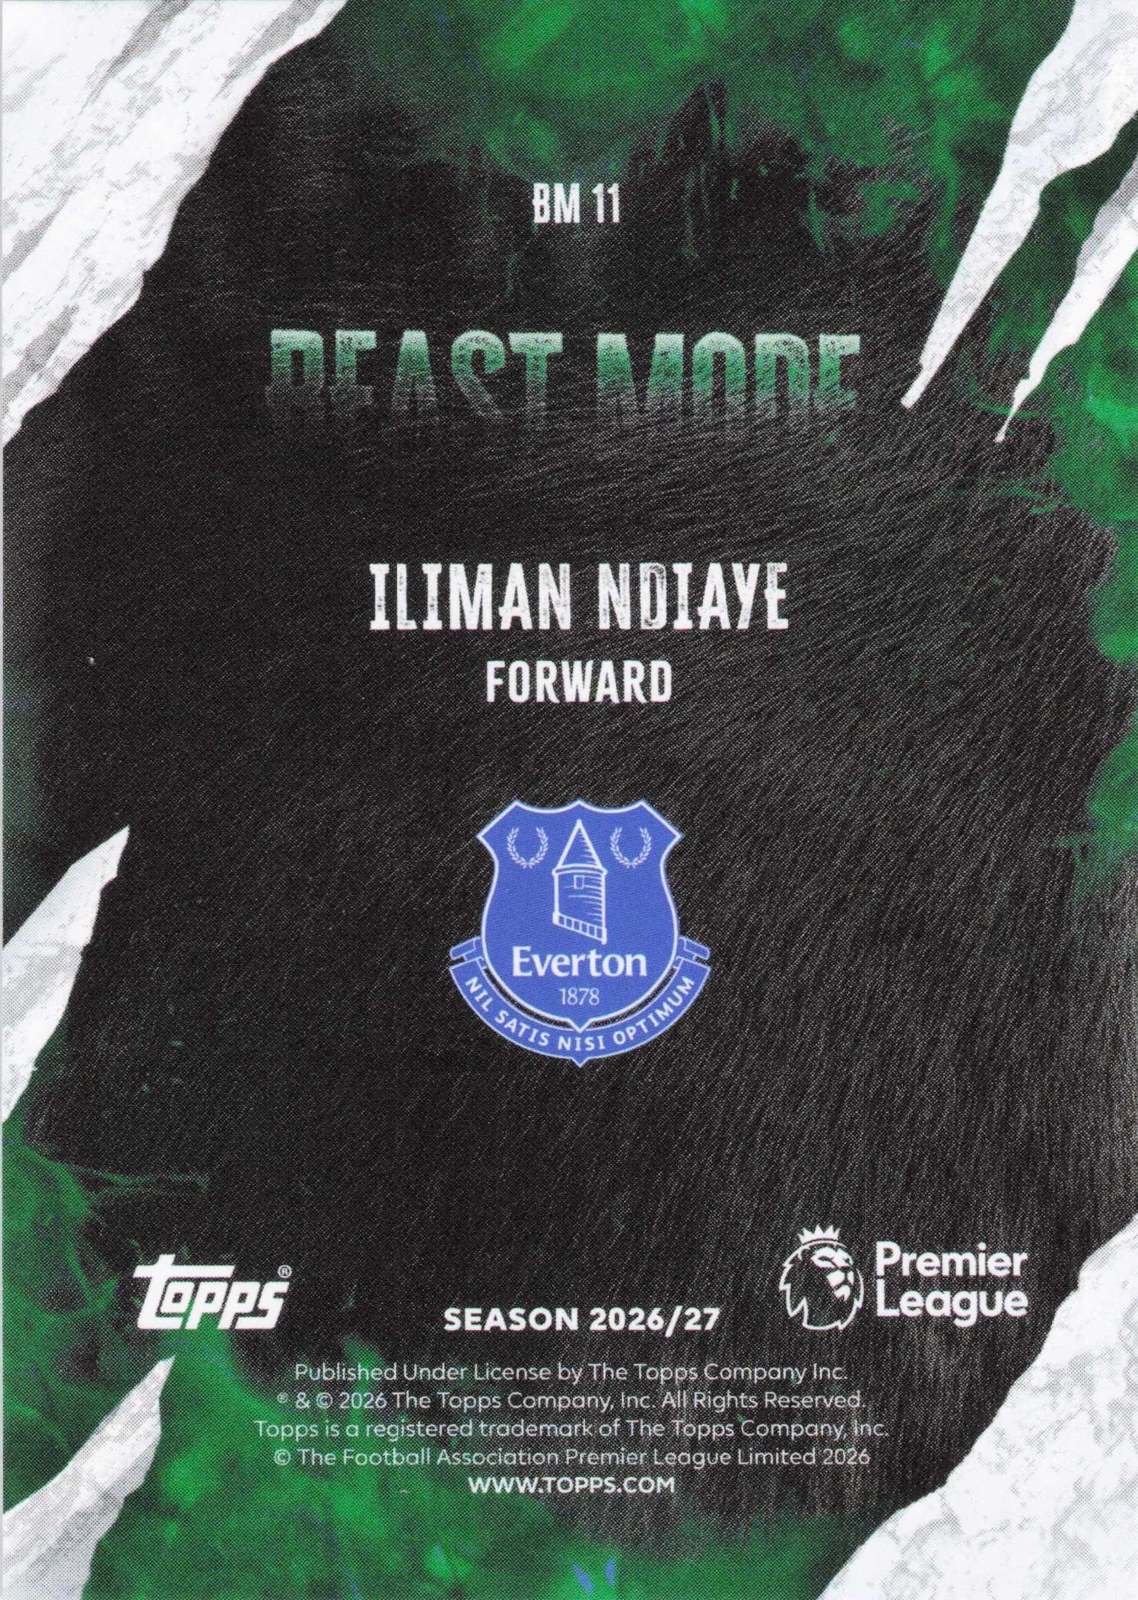 BM 11
BEAST MODE
ILIMAN NDIAYE
FORWARD
Everton
1878
NIL SATIS NISI OPTIMUM
TOPPS®
SEASON 2026/27
Premier
League
Published Under License by The Topps Company Inc.
® & © 2026 The Topps Company, Inc. All Rights Reserved.
Topps is a registered trademark of The Topps Company, Inc.
© The Football Association Premier League Limited 2026
WWW.TOPPS.COM